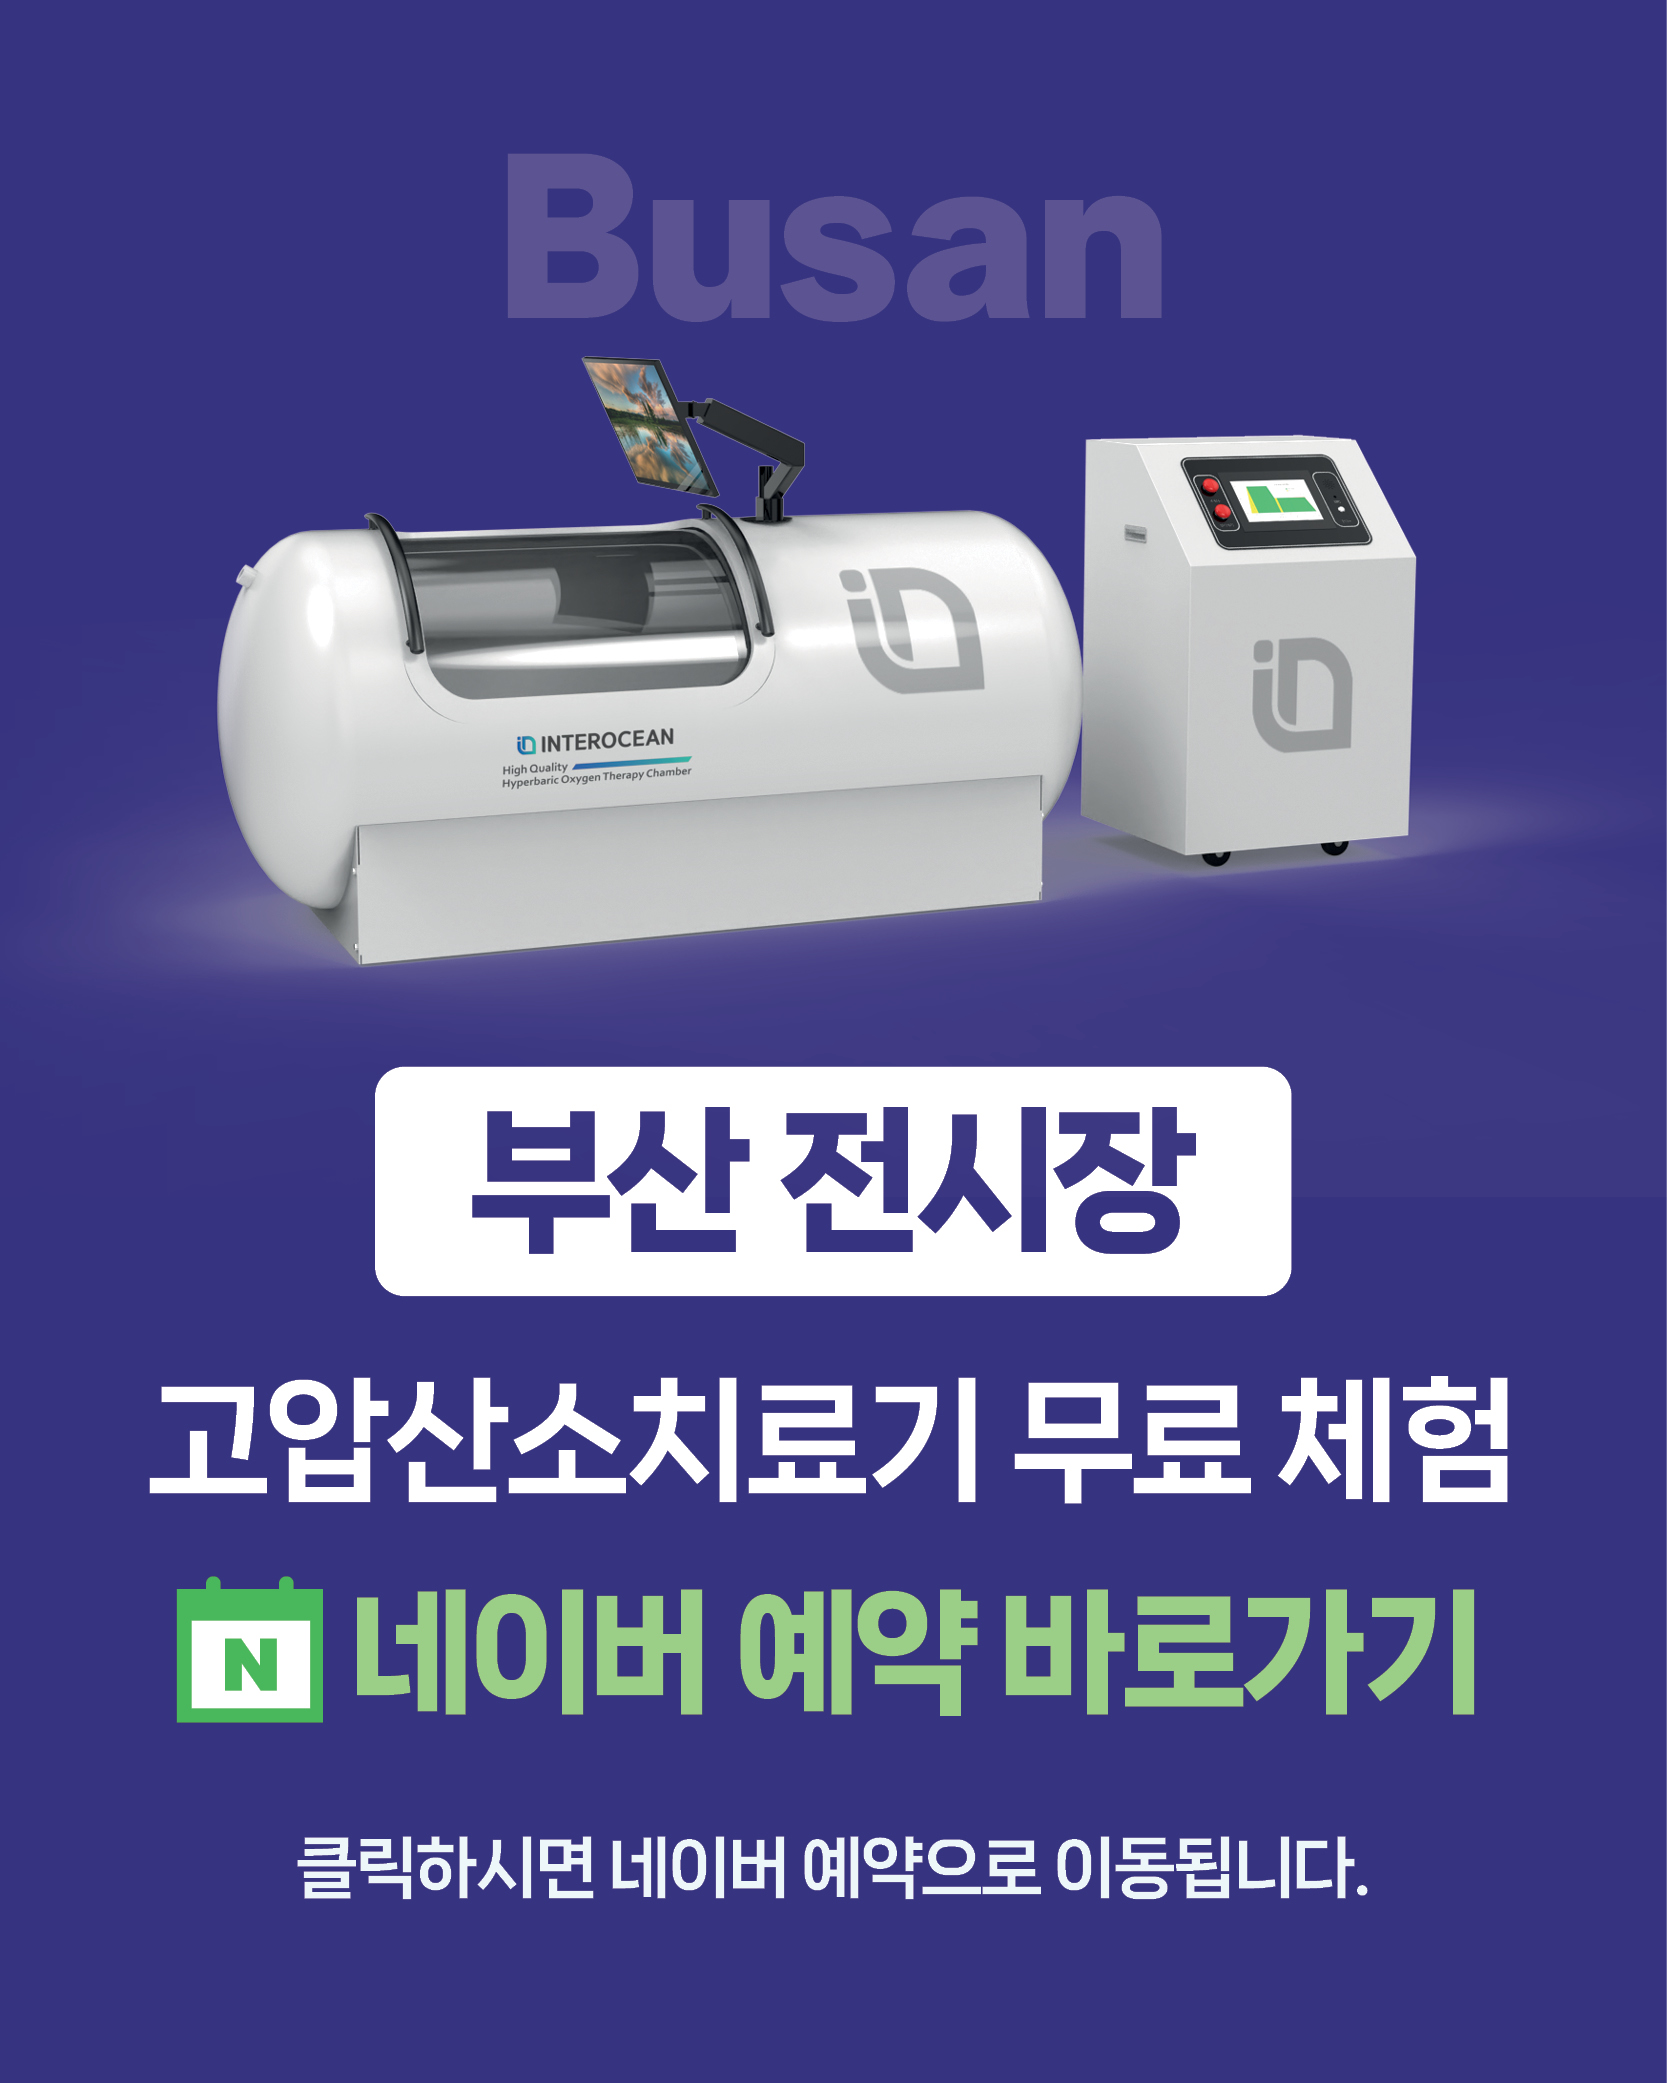 Busan
INTEROCEAN
High Quality
Hyperbaric Oxygen Therapy Chamber
부산 전시장
고압산소치료기 무료 체험
N 네이버 예약 바로가기
클릭하시면 네이버 예약으로 이동됩니다.